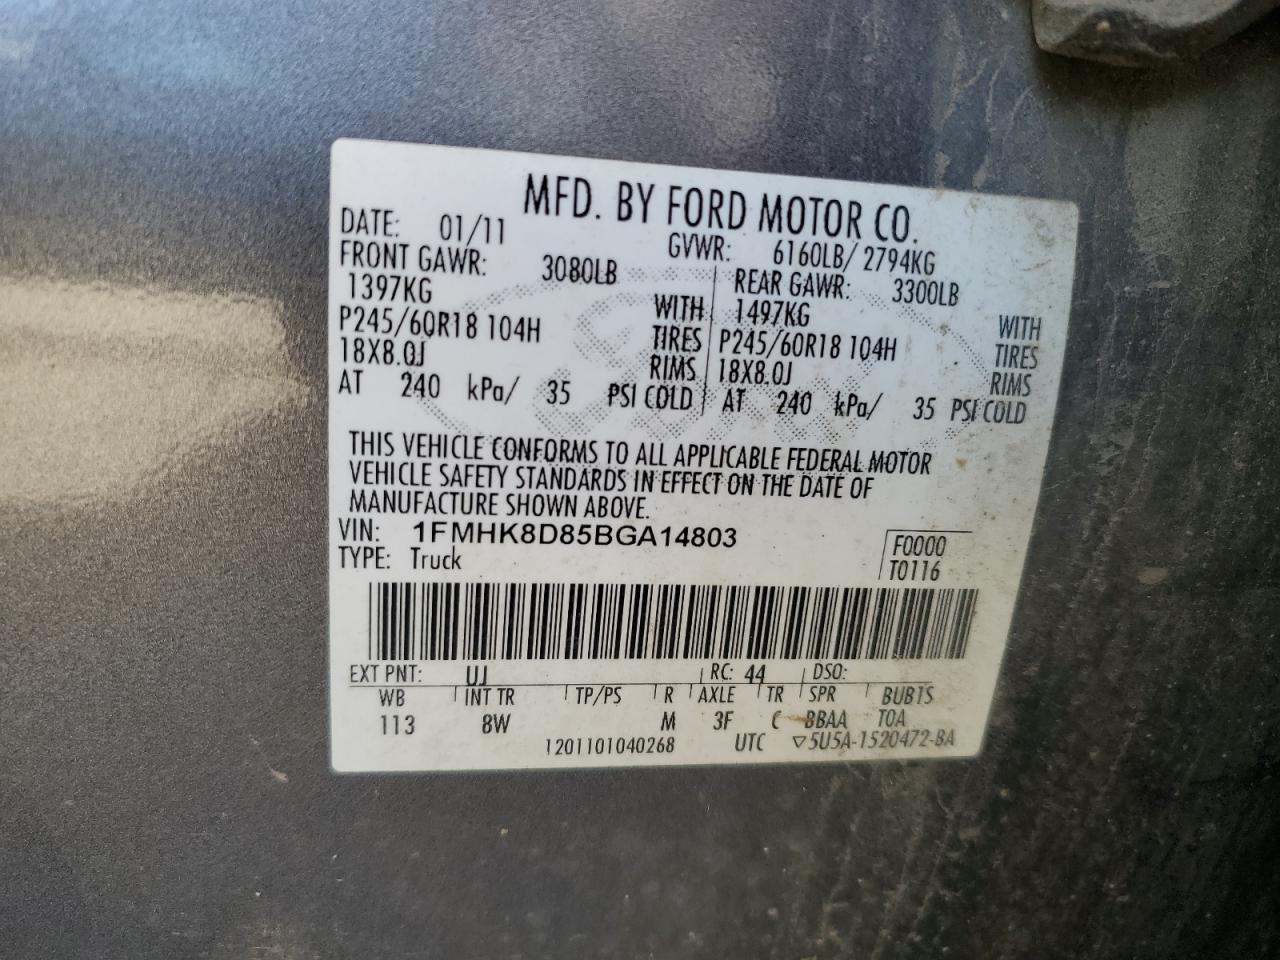 MFD. BY FORD MOTOR CO.
DATE: 01/11 GVWR: 6160LB/ 2794KG
FRONT GAWR: 3080LB REAR GAWR: 3300LB
1397KG WITH 1497KG WITH
P245/60R18 104H TIRES P245/60R18 104H TIRES
18X8.0J RIMS 18X8.0J RIMS
AT 240 kPa/ 35 PSI COLD AT 240 kPa/ 35 PSI COLD
THIS VEHICLE CONFORMS TO ALL APPLICABLE FEDERAL MOTOR
VEHICLE SAFETY STANDARDS IN EFFECT ON THE DATE OF
MANUFACTURE SHOWN ABOVE.
VIN: 1FMHK8D85BGA14803 F0000
TYPE: Truck T0116
EXT PNT: UJ RC: 44 DSO:
WB INT TR TP/PS R AXLE TR SPR BUBTS
113 8W M 3F C BBAA TOA
1201101040268 UTC ▽5U5A-1520472-BA